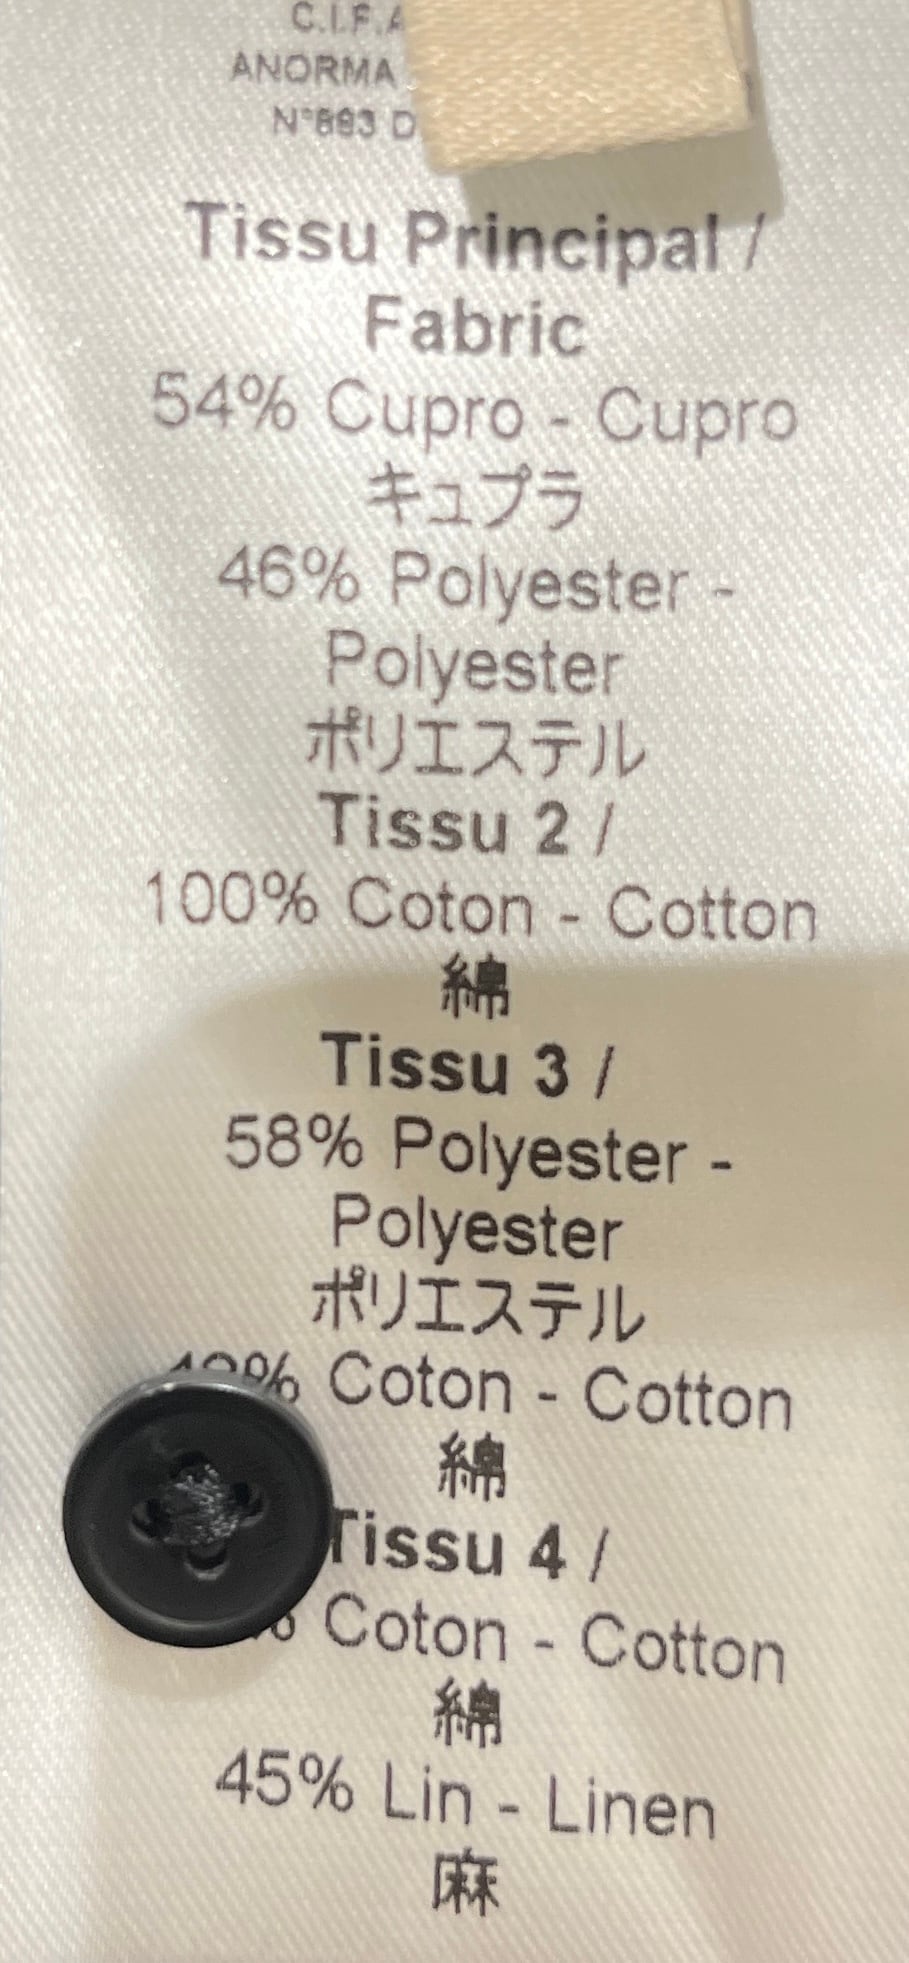 C.I.F.A
ANORMA
N°893 D
Tissu Principal /
Fabric
54% Cupro - Cupro
キュプラ
46% Polyester -
Polyester
ポリエステル
Tissu 2 /
100% Coton - Cotton
綿
Tissu 3 /
58% Polyester -
Polyester
ポリエステル
Coton - Cotton
綿
Tissu 4 /
Coton - Cotton
綿
45% Lin - Linen
麻